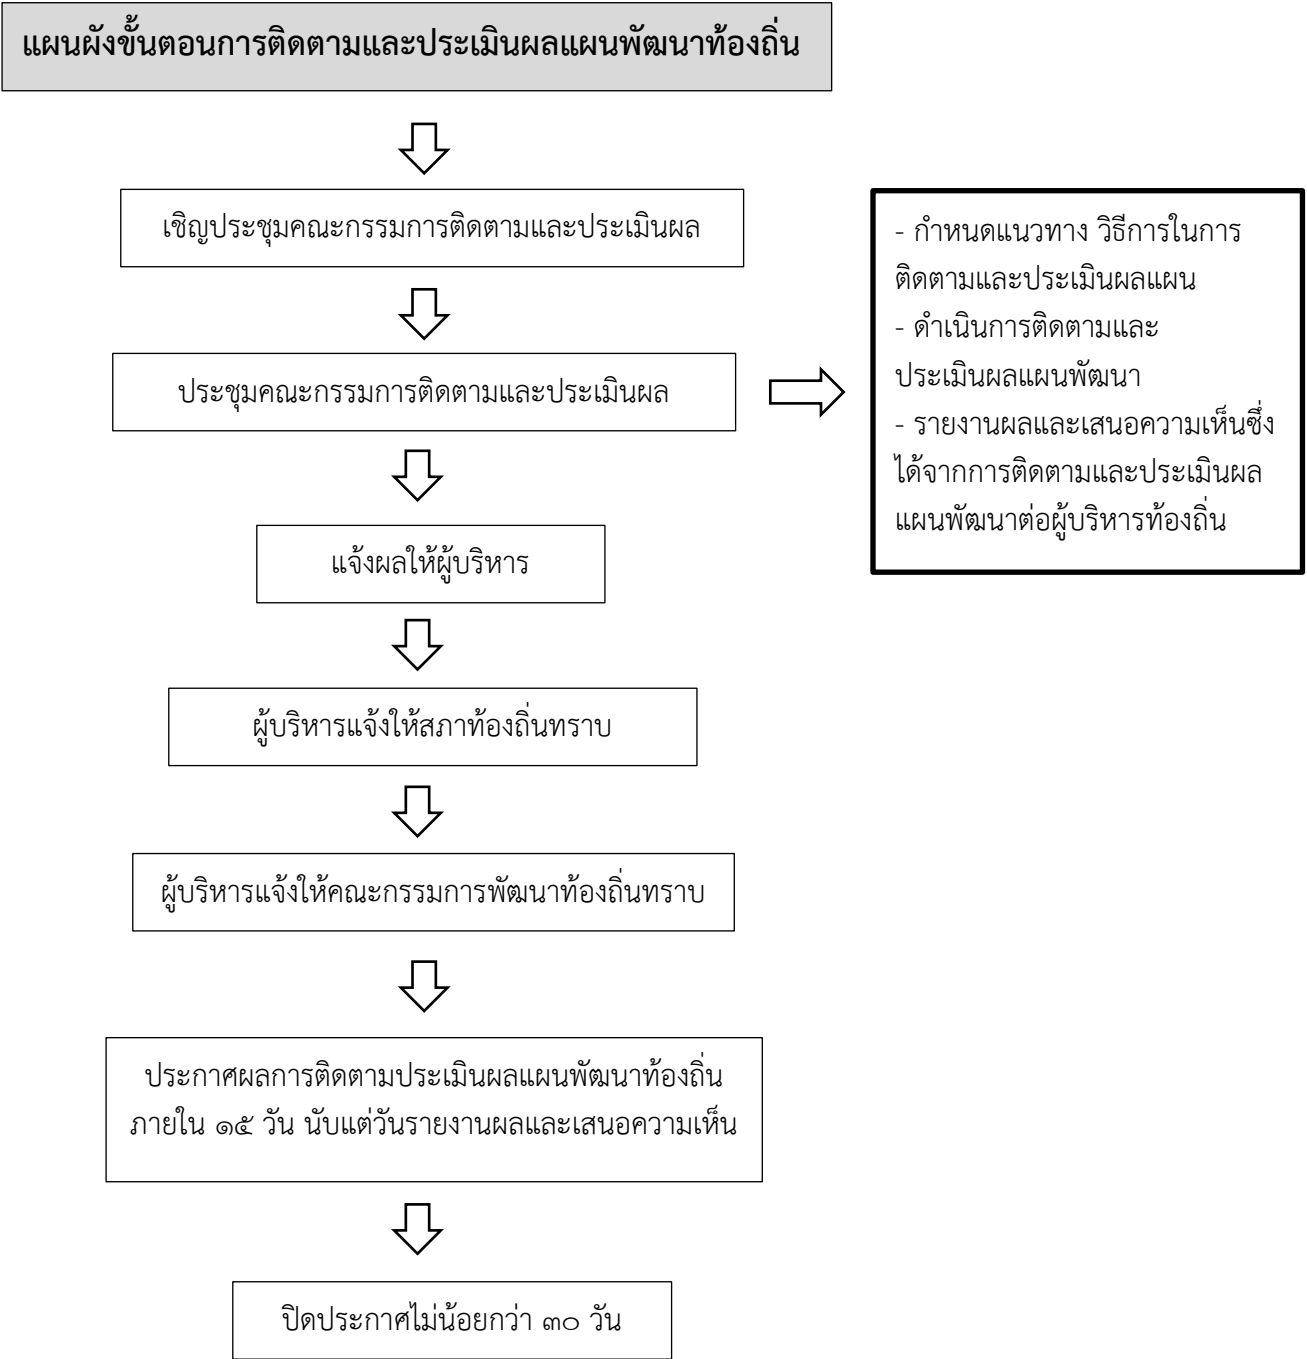 แผนผังขั้นตอนการติดตามและประเมินผลแผนพัฒนาท้องถิ่น
เชิญประชุมคณะกรรมการติดตามและประเมินผล
ประชุมคณะกรรมการติดตามและประเมินผล
- กำหนดแนวทาง วิธีการในการ
ติดตามและประเมินผลแผน
- ดำเนินการติดตามและ
ประเมินผลแผนพัฒนา
- รายงานผลและเสนอความเห็นซึ่ง
ได้จากการติดตามและประเมินผล
แผนพัฒนาต่อผู้บริหารท้องถิ่น
แจ้งผลให้ผู้บริหาร
ผู้บริหารแจ้งให้สภาท้องถิ่นทราบ
ผู้บริหารแจ้งให้คณะกรรมการพัฒนาท้องถิ่นทราบ
ประกาศผลการติดตามประเมินผลแผนพัฒนาท้องถิ่น
ภายใน ๑๕ วัน นับแต่วันรายงานผลและเสนอความเห็น
ปิดประกาศไม่น้อยกว่า ๓๐ วัน